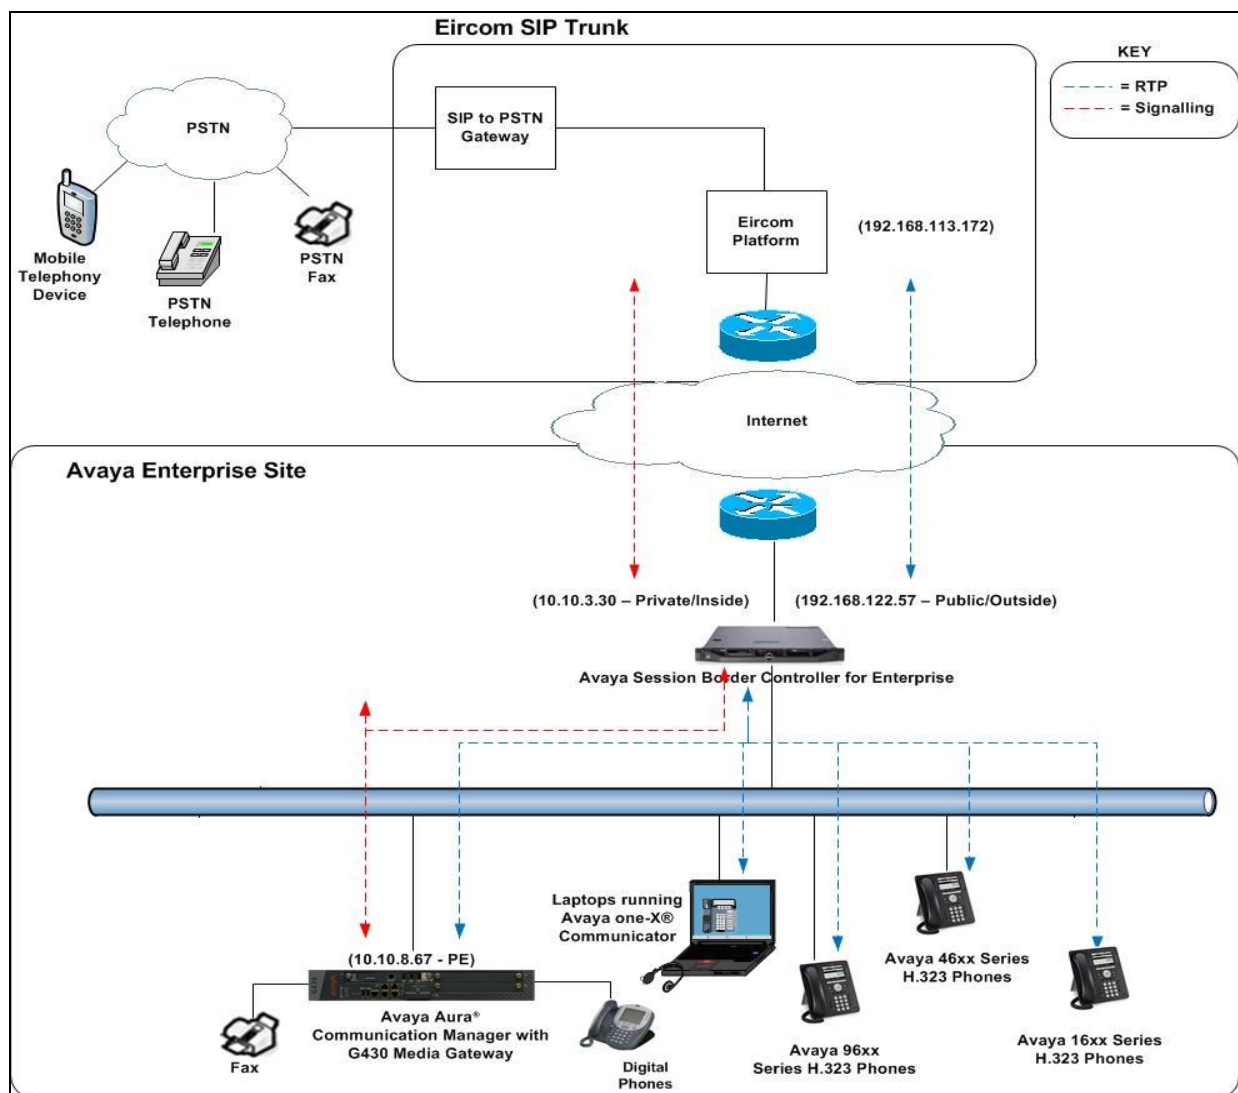 Eircom SIP Trunk
KEY
= RTP
= Signalling
PSTN
SIP to PSTN
Gateway
Eircom
Platform
(192.168.113.172)
Mobile
Telephony
Device
PSTN
Telephone
PSTN
Fax
Internet
Avaya Enterprise Site
(10.10.3.30 – Private/Inside)
(192.168.122.57 – Public/Outside)
Avaya Session Border Controller for Enterprise
Laptops running
Avaya one-X®
Communicator
(10.10.8.67 - PE)
Avaya Aura®
Communication Manager with
G430 Media Gateway
Fax
Digital
Phones
Avaya 96xx
Series H.323 Phones
Avaya 46xx Series
H.323 Phones
Avaya 16xx Series
H.323 Phones